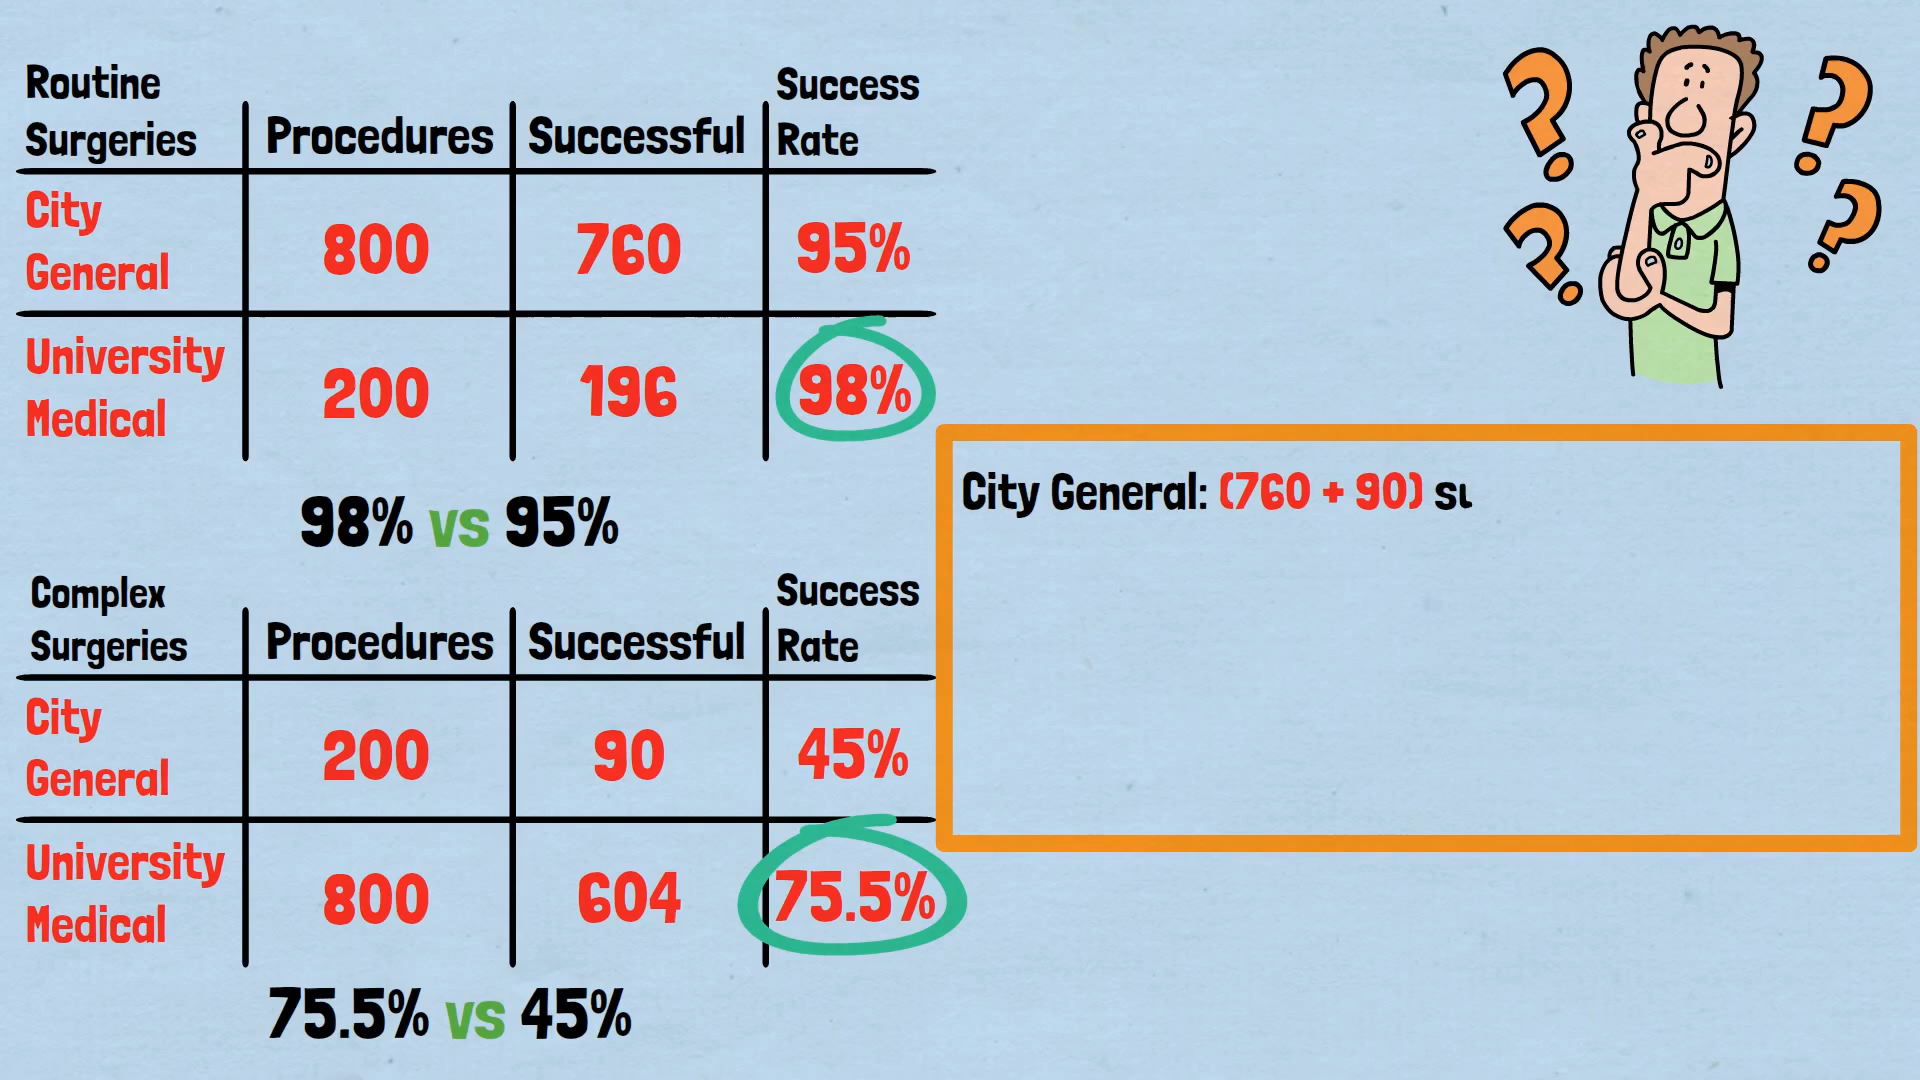 Routine
Surgeries
Procedures
Successful
Success
Rate
City
General
800
760
95%
University
Medical
200
196
98%
98% vs 95%
Complex
Surgeries
Procedures
Successful
Success
Rate
City
General
200
90
45%
University
Medical
800
604
75.5%
75.5% vs 45%
City General: (760 + 90)
? ? ? ?